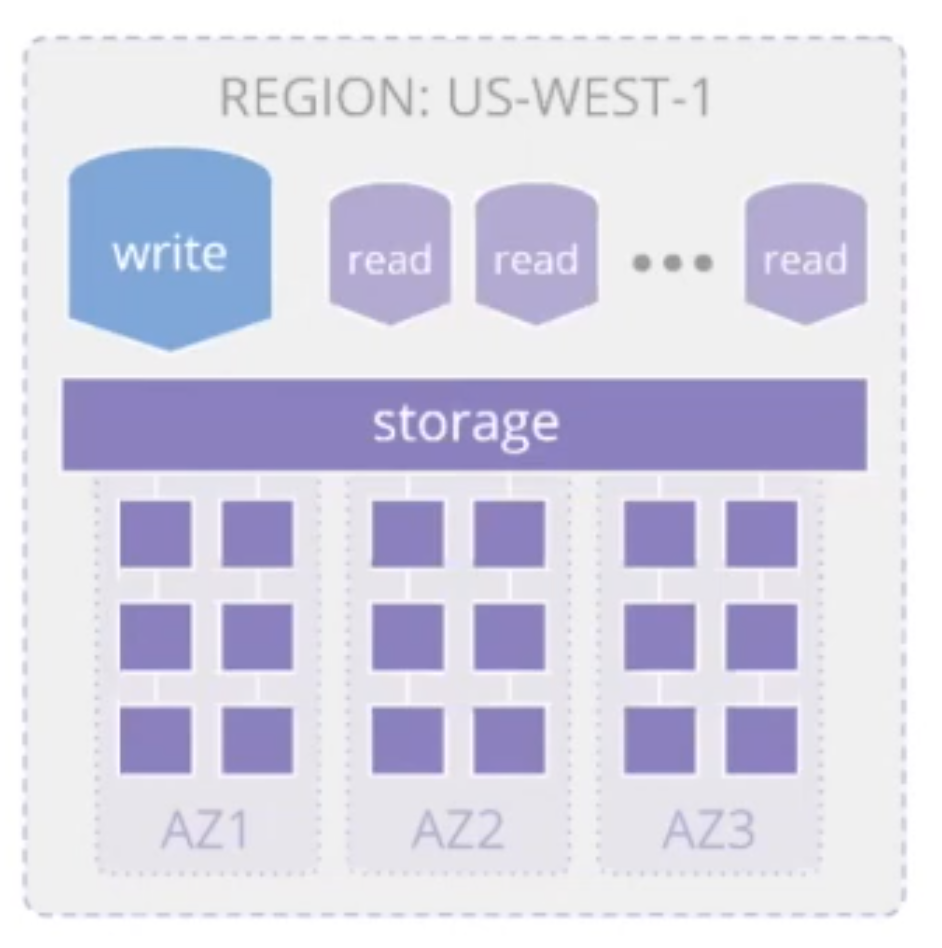 REGION: US-WEST-1
write
read
read
read
storage
AZ1
AZ2
AZ3